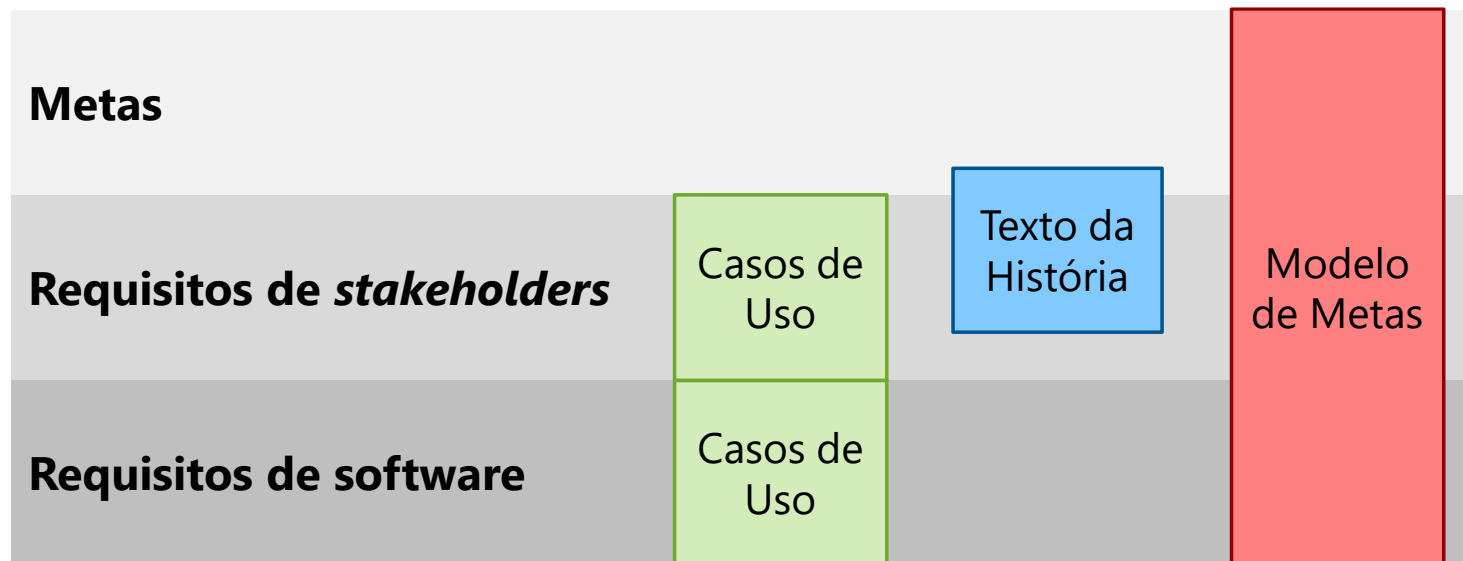 Metas
Requisitos de stakeholders
Casos de
Uso
Texto da
História
Modelo
de Metas
Requisitos de software
Casos de
Uso